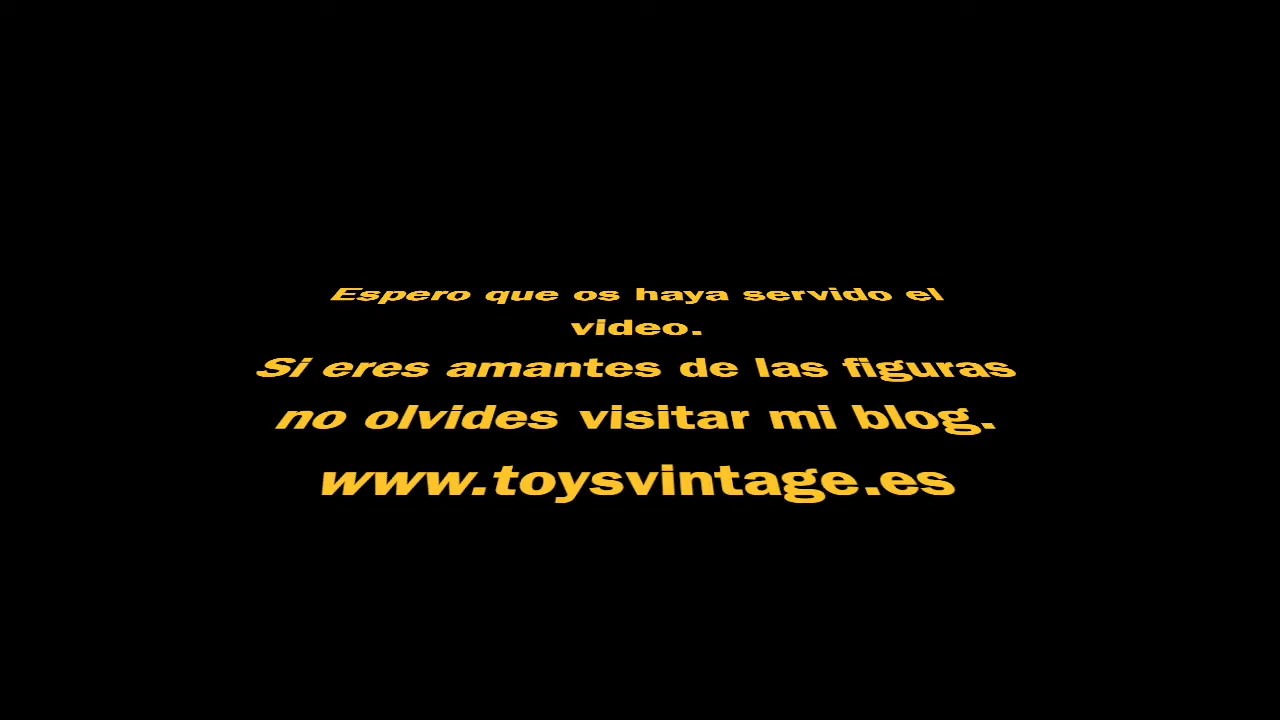 Espero que os haya servido el
video.
Si eres amantes de las figuras
no olvides visitar mi blog.
www.toysvintage.es